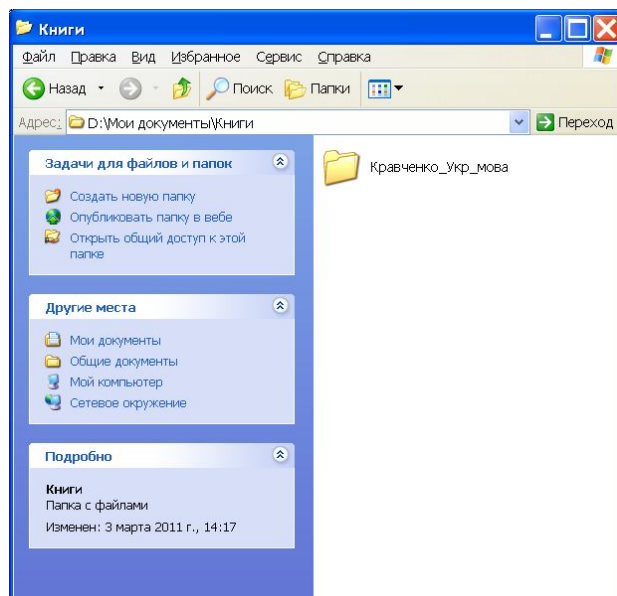 Книги
Файл Правка Вид Избранное Сервис Справка
Назад Поиск Папки
Адрес: D:\Мои документы\Книги Переход
Задачи для файлов и папок
Создать новую папку
Опубликовать папку в вебе
Открыть общий доступ к этой
папке
Другие места
Мои документы
Общие документы
Мой компьютер
Сетевое окружение
Подробно
Книги
Папка с файлами
Изменен: 3 марта 2011 г., 14:17
Кравченко_Укр_мова